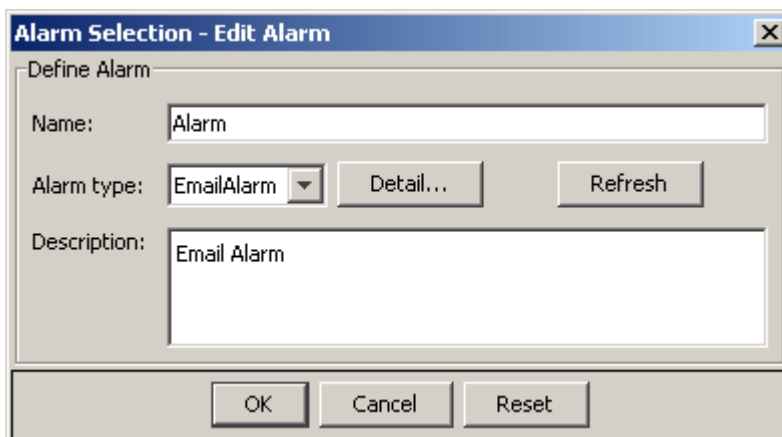 Alarm Selection - Edit Alarm
Define Alarm
Name: Alarm
Alarm type: EmailAlarm Detail... Refresh
Description: Email Alarm
OK Cancel Reset